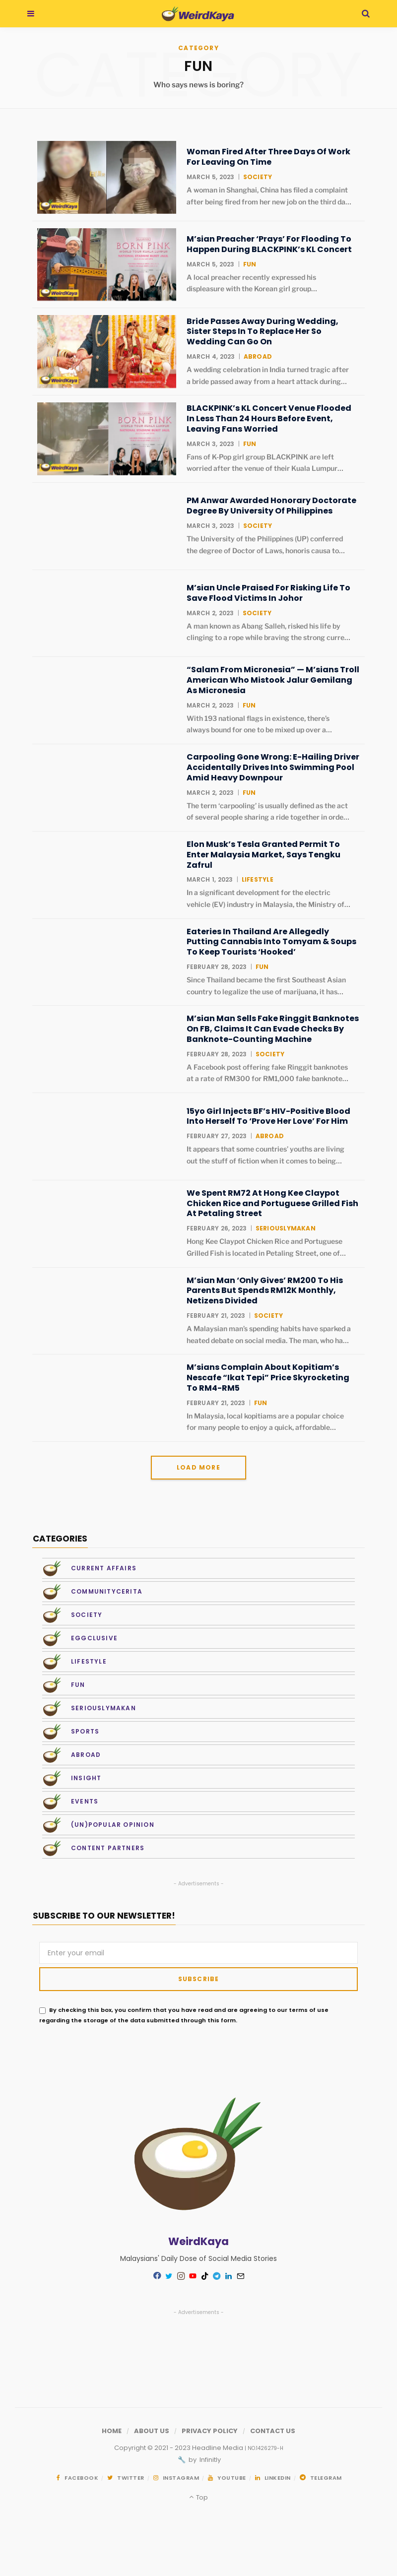 WeirdKaya
CATEGORY
FUN
Who says news is boring?
Woman Fired After Three Days Of Work
For Leaving On Time
MARCH 5, 2023 | SOCIETY
A woman in Shanghai, China has filed a complaint
after being fired from her new job on the third da...
WeirdKaya
M'sian Preacher ‘Prays’ For Flooding To
Happen During BLACKPINK’s KL Concert
MARCH 5, 2023 | FUN
A local preacher recently expressed his
displeasure with the Korean girl group...
BORN PINK
WeirdKaya
Bride Passes Away During Wedding,
Sister Steps In To Replace Her So
Wedding Can Go On
MARCH 4, 2023 | ABROAD
A wedding celebration in India turned tragic after
a bride passed away from a heart attack during...
WeirdKaya
BLACKPINK’s KL Concert Venue Flooded
In Less Than 24 Hours Before Event,
Leaving Fans Worried
MARCH 3, 2023 | FUN
Fans of K-Pop girl group BLACKPINK are left
worried after the venue of their Kuala Lumpur...
BORN PINK
WeirdKaya
PM Anwar Awarded Honorary Doctorate
Degree By University Of Philippines
MARCH 3, 2023 | SOCIETY
The University of the Philippines (UP) conferred
the degree of Doctor of Laws, honoris causa to...
M’sian Uncle Praised For Risking Life To
Save Flood Victims In Johor
MARCH 2, 2023 | SOCIETY
A man known as Abang Salleh, risked his life by
clinging to a rope while braving the strong curre...
“Salam From Micronesia” — M’sians Troll
American Who Mistook Jalur Gemilang
As Micronesia
MARCH 2, 2023 | FUN
With 193 national flags in existence, there’s
always bound for one to be mixed up over a...
Carpooling Gone Wrong: E-Hailing Driver
Accidentally Drives Into Swimming Pool
Amid Heavy Downpour
MARCH 2, 2023 | FUN
The term ‘carpooling’ is usually defined as the act
of several people sharing a ride together in orde...
Elon Musk’s Tesla Granted Permit To
Enter Malaysia Market, Says Tengku
Zafrul
MARCH 1, 2023 | LIFESTYLE
In a significant development for the electric
vehicle (EV) industry in Malaysia, the Ministry of...
Eateries In Thailand Are Allegedly
Putting Cannabis Into Tomyam & Soups
To Keep Tourists ‘Hooked’
FEBRUARY 28, 2023 | FUN
Since Thailand became the first Southeast Asian
country to legalize the use of marijuana, it has...
M’sian Man Sells Fake Ringgit Banknotes
On FB, Claims It Can Evade Checks By
Banknote-Counting Machine
FEBRUARY 28, 2023 | SOCIETY
A Facebook post offering fake Ringgit banknotes
at a rate of RM300 for RM1,000 fake banknote...
15yo Girl Injects BF’s HIV-Positive Blood
Into Herself To ‘Prove Her Love’ For Him
FEBRUARY 27, 2023 | ABROAD
It appears that some countries’ youths are living
out the stuff of fiction when it comes to being...
We Spent RM72 At Hong Kee Claypot
Chicken Rice and Portuguese Grilled Fish
At Petaling Street
FEBRUARY 26, 2023 | SERIOUSLYMAKAN
Hong Kee Claypot Chicken Rice and Portuguese
Grilled Fish is located in Petaling Street, one of...
M’sian Man ‘Only Gives’ RM200 To His
Parents But Spends RM12K Monthly,
Netizens Divided
FEBRUARY 21, 2023 | SOCIETY
A Malaysian man’s spending habits have sparked a
heated debate on social media. The man, who ha...
M’sians Complain About Kopitiam’s
Nescafe “Ikat Tepi” Price Skyrocketing
To RM4-RM5
FEBRUARY 21, 2023 | FUN
In Malaysia, local kopitiams are a popular choice
for many people to enjoy a quick, affordable...
LOAD MORE
CATEGORIES
CURRENT AFFAIRS
COMMUNITYCERITA
SOCIETY
EGGCLUSIVE
LIFESTYLE
FUN
SERIOUSLYMAKAN
SPORTS
ABROAD
INSIGHT
EVENTS
(UN)POPULAR OPINION
CONTENT PARTNERS
- Advertisements -
SUBSCRIBE TO OUR NEWSLETTER!
Enter your email
SUBSCRIBE
By checking this box, you confirm that you have read and are agreeing to our terms of use
regarding the storage of the data submitted through this form.
WeirdKaya
Malaysians' Daily Dose of Social Media Stories
- Advertisements -
HOME / ABOUT US / PRIVACY POLICY / CONTACT US
Copyright © 2021 - 2023 Headline Media | NO.1426279-H
by Infinitly
FACEBOOK / TWITTER / INSTAGRAM / YOUTUBE / LINKEDIN / TELEGRAM
Top